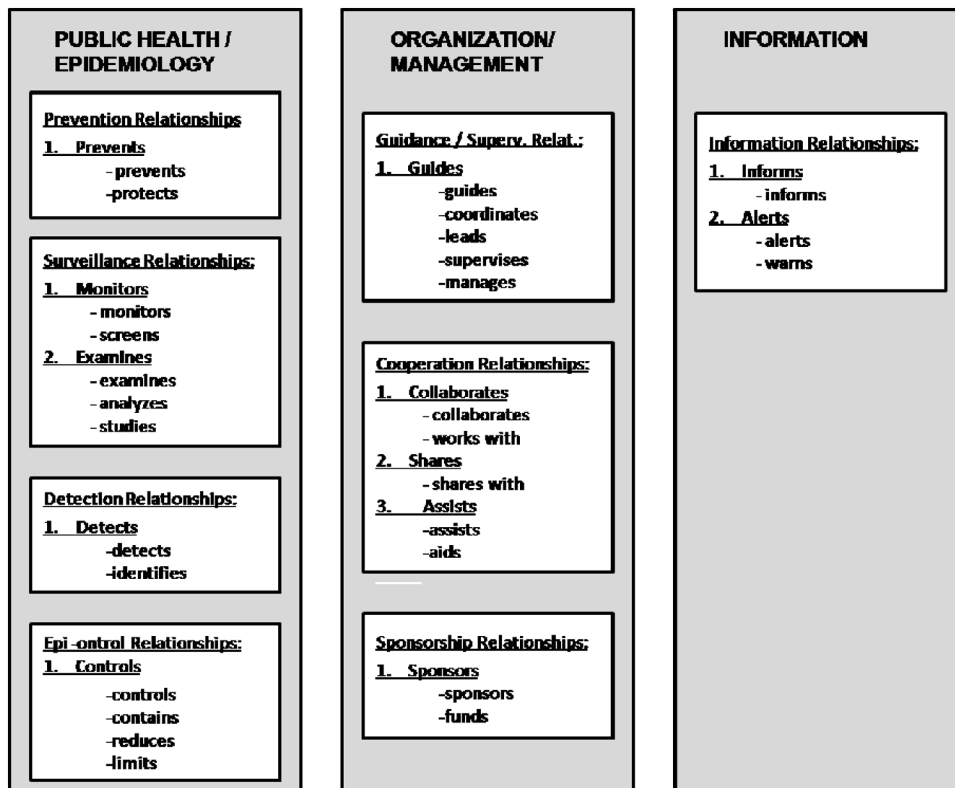 PUBLIC HEALTH /
EPIDEMIOLOGY
Prevention Relationships
1. Prevents
- prevents
-protects
Surveillance Relationships:
1. Monitors
- monitors
- screens
2. Examines
- examines
- analyzes
- studies
Detection Relationships:
1. Detects
-detects
-identifies
Epi -ontrol Relationships:
1. Controls
-controls
-contains
-reduces
-limits
ORGANIZATION/
MANAGEMENT
Guidance / Superv. Relat.:
1. Guides
-guides
-coordinates
-leads
-supervises
-manages
Cooperation Relationships:
1. Collaborates
- collaborates
- works with
2. Shares
- shares with
3. Assists
-assists
-aids
Sponsorship Relationships:
1. Sponsors
-sponsors
-funds
INFORMATION
Information Relationships:
1. Informs
- informs
2. Alerts
- alerts
- warns